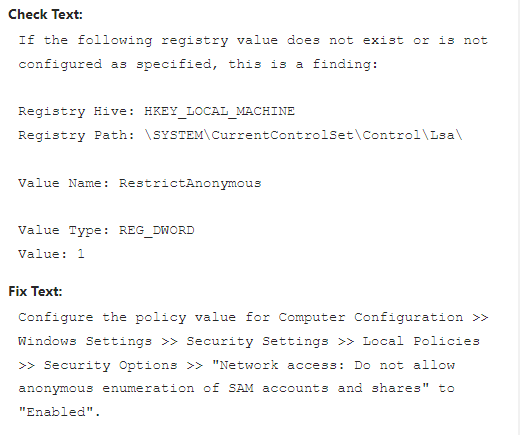 Check Text:
If the following registry value does not exist or is not
configured as specified, this is a finding:
Registry Hive: HKEY_LOCAL_MACHINE
Registry Path: \SYSTEM\CurrentControlSet\Control\Lsa\
Value Name: RestrictAnonymous
Value Type: REG_DWORD
Value: 1
Fix Text:
Configure the policy value for Computer Configuration >>
Windows Settings >> Security Settings >> Local Policies
>> Security Options >> "Network access: Do not allow
anonymous enumeration of SAM accounts and shares" to
"Enabled".